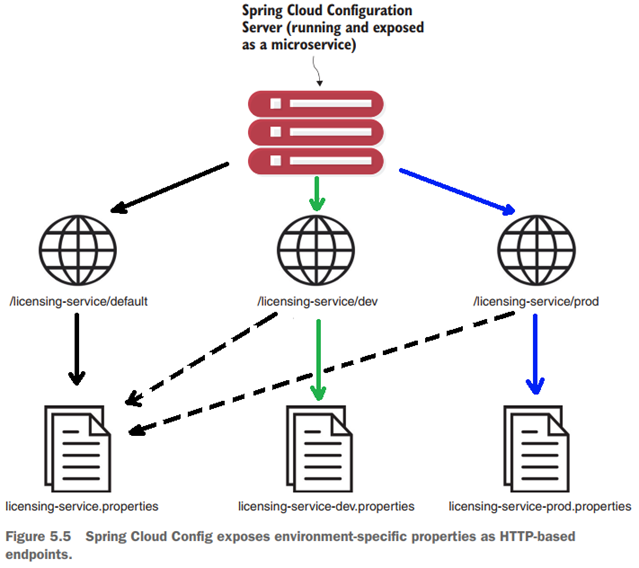 Spring Cloud Configuration
Server (running and exposed
as a microservice)
/licensing-service/default
/licensing-service/dev
/licensing-service/prod
licensing-service.properties
licensing-service-dev.properties
licensing-service-prod.properties
Figure 5.5 Spring Cloud Config exposes environment-specific properties as HTTP-based
endpoints.